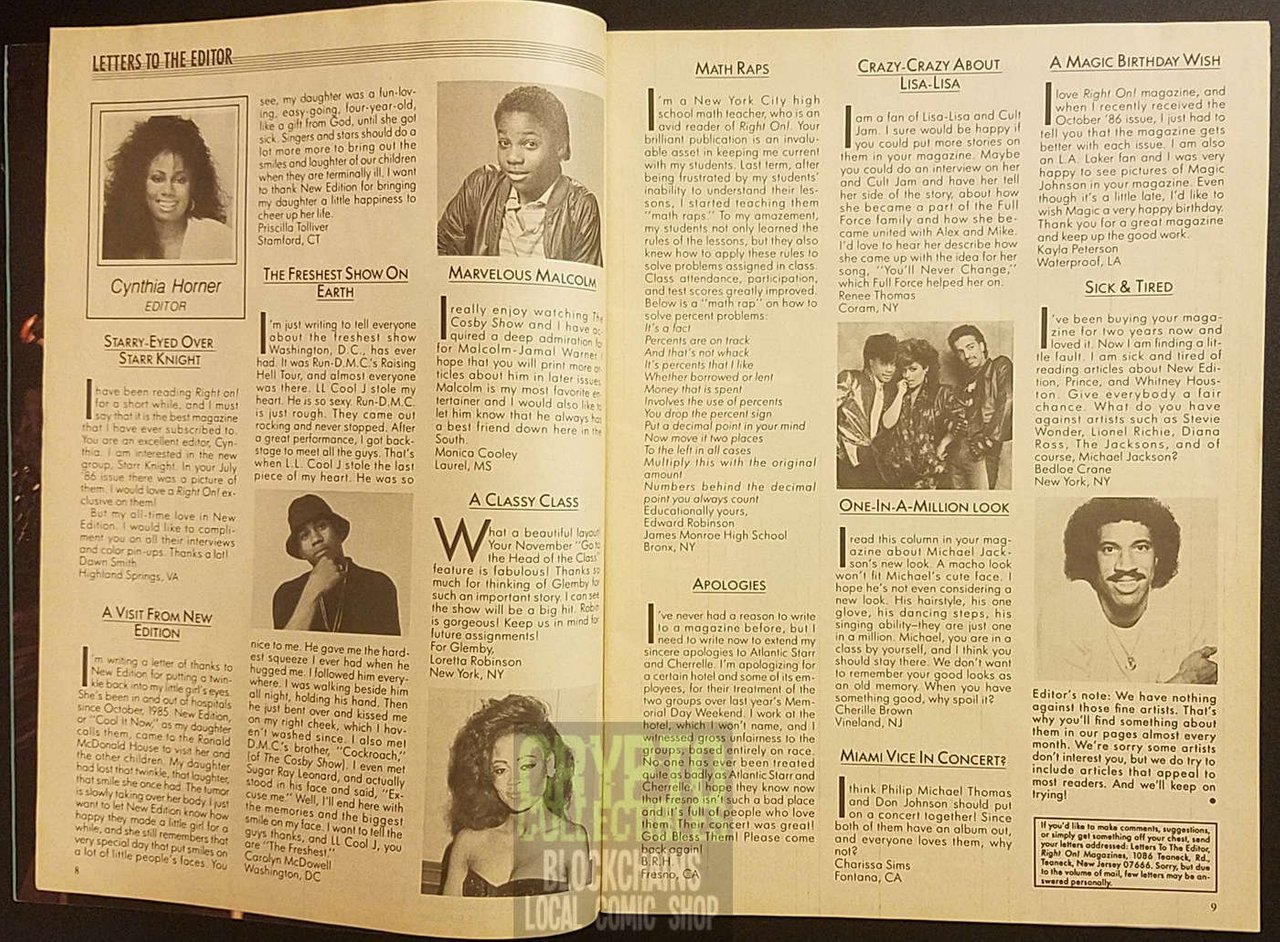 LETTERS TO THE EDITOR
Cynthia Horner
EDITOR
STARRY-EYED OVER
STARR KNIGHT
I have been reading Right on!
for a short while, and I must
say that it is the best magazine
that I have ever subscribed to.
You are an excellent editor, Cyn-
thia. I am interested in the new
group, Starr Knight. In your July
'86 issue there was a picture of
them. I would love a Right On! ex-
clusive on them!
But my all-time love in New
Edition. I would like to compli-
ment you on all their interviews
and color pin-ups. Thanks a lot!
Dawn Smith
Highland Springs, VA
A VISIT FROM NEW
EDITION
I'm writing a letter of thanks to
New Edition for putting a twin-
kle back into my little girl's eyes.
She's been in and out of hospitals
since October, 1985. New Edition,
or "Cool It Now," as my daughter
calls them, came to the Ronald
McDonald House to visit her and
the other children. My daughter
had lost that twinkle, that laughter,
that smile she once had. The tumor
is slowly taking over her body. I just
want to let New Edition know how
happy they made a little girl for a
while, and she still remembers that
very special day that put smiles on
a lot of little people's faces. You
8
see, my daughter was a fun-lov-
ing, easy-going, four-year-old,
like a gift from God, until she got
sick. Singers and stars should do a
lot more more to bring out the
smiles and laughter of our children
when they are terminally ill. I want
to thank New Edition for bringing
my daughter a little happiness to
cheer up her life.
Priscilla Tolliver
Stamford, CT
THE FRESHEST SHOW ON
EARTH
I'm just writing to tell everyone
about the freshest show
Washington, D.C., has ever
had. It was Run-D.M.C.'s Raising
Hell Tour, and almost everyone
was there. LL Cool J stole my
heart. He is so sexy. Run-D.M.C.
is just rough. They came out
rocking and never stopped. After
a great performance, I got back-
stage to meet all the guys. That's
when L.L. Cool J stole the last
piece of my heart. He was so
nice to me. He gave me the hard-
est squeeze I ever had when he
hugged me. I followed him every-
where. I was walking beside him
all night, holding his hand. Then
he just bent over and kissed me
on my right cheek, which I hav-
en't washed since. I also met
D.M.C.'s brother, "Cockroach,"
(of The Cosby Show). I even met
Sugar Ray Leonard, and actually
stood in his face and said, "Ex-
cuse me." Well, I'll end here with
the memories and the biggest
smile on my face. I want to tell the
guys thanks, and LL Cool J, you
are "The Freshest!"
Carolyn McDowell
Washington, DC
MARVELOUS MALCOLM
I really enjoy watching The
Cosby Show and I have ac-
quired a deep admiration for
for Malcolm-Jamal Warner. I
hope that you will print more ar-
ticles about him in later issues.
Malcolm is my most favorite en-
tertainer and I would also like to
let him know that he always has
a best friend down here in the
South.
Monica Cooley
Laurel, MS
A CLASSY CLASS
What a beautiful layout!
Your November "Go to
the Head of the Class"
feature is fabulous! Thanks so
much for thinking of Glemby for
such an important story. I can see
the show will be a big hit. Robin
is gorgeous! Keep us in mind for
future assignments!
For Glemby,
Loretta Robinson
New York, NY
MATH RAPS
I'm a New York City high
school math teacher, who is an
avid reader of Right On!. Your
brilliant publication is an invalu-
able asset in keeping me current
with my students. Last term, after
being frustrated by my students'
inability to understand their les-
sons, I started teaching them
"math raps." To my amazement,
my students not only learned the
rules of the lessons, but they also
knew how to apply these rules to
solve problems assigned in class.
Class attendance, participation,
and test scores greatly improved.
Below is a "math rap" on how to
solve percent problems:
It's a fact
Percents are on track
And that's not whack
It's percents that I like
Whether borrowed or lent
Money that is spent
Involves the use of percents
You drop the percent sign
Put a decimal point in your mind
Now move it two places
To the left in all cases
Multiply this with the original
amount
Numbers behind the decimal
point you always count
Educationally yours,
Edward Robinson
James Monroe High School
Bronx, NY
APOLOGIES
I've never had a reason to write
to a magazine before, but I
need to write now to extend my
sincere apologies to Atlantic Starr
and Cherrelle. I'm apologizing for
a certain hotel and some of its em-
ployees, for their treatment of the
two groups over last year's Mem-
orial Day Weekend. I work at the
hotel, which I won't name, and I
witnessed gross unfairness to the
groups, based entirely on race.
No one has ever been treated
quite as badly as Atlantic Starr and
Cherrelle. I hope they know now
that Fresno isn't such a bad place
and it's full of people who love
them. The concert was great!
God Bless Them! Please come
back again!
B.R.H.
Fresno, CA
CRAZY-CRAZY ABOUT
LISA-LISA
I am a fan of Lisa-Lisa and Cult
Jam. I sure would be happy if
you could put more stories on
them in your magazine. Maybe
you could do an interview on her
and Cult Jam and have her tell
her side of the story, about how
she became a part of the Full
Force family and how she be-
came united with Alex and Mike.
I'd love to hear her describe how
she came up with the idea for her
song, "You'll Never Change,"
which Full Force helped her on.
Renee Thomas
Coram, NY
ONE-IN-A-MILLION LOOK
I read this column in your mag-
azine about Michael Jack-
son's new look. A macho look
won't fit Michael's cute face. I
hope he's not even considering a
new look. His hairstyle, his one
glove, his dancing steps, his
singing ability–they are just one
in a million. Michael, you are in a
class by yourself, and I think you
should stay there. We don't want
to remember your good looks as
an old memory. When you have
something good, why spoil it?
Cherille Brown
Vineland, NJ
MIAMI VICE IN CONCERT?
I think Philip Michael Thomas
and Don Johnson should put
on a concert together! Since
both of them have an album out,
and everyone loves them, why
not?
Charissa Sims
Fontana, CA
A MAGIC BIRTHDAY WISH
I love Right On! magazine, and
when I recently received the
October '86 issue, I just had to
tell you that the magazine gets
better with each issue. I am also
an L.A. Laker fan and I was very
happy to see pictures of Magic
Johnson in your magazine. Even
though it's a little late, I'd like to
wish Magic a very happy birthday.
Thank you for a great magazine
and keep up the good work.
Kayla Peterson
Waterproof, LA
SICK & TIRED
I've been buying your maga-
zine for two years now and
loved it. Now I am finding a lit-
tle fault. I am sick and tired of
reading articles about New Edi-
tion, Prince, and Whitney Hous-
ton. Give everybody a fair
chance. What do you have
against artists such as Stevie
Wonder, Lionel Richie, Diana
Ross, The Jacksons, and of
course, Michael Jackson?
Bedloe Crane
New York, NY
Editor's note: We have nothing
against those fine artists. That's
why you'll find something about
them in our pages almost every
month. We're sorry some artists
don't interest you, but we do try to
include articles that appeal to
most readers. And we'll keep on
trying!
If you'd like to make comments, suggestions,
or simply get something off your chest, send
your letters addressed: Letters To The Editor,
Right On! Magazines, 1086 Teaneck, Rd.,
Teaneck, New Jersey 07666. Sorry, but due
to the volume of mail, few letters may be an-
swered personally.
9
CRYPTO
COLLECTIBLES
BLOCKCHAINS
LOCAL COMIC SHOP